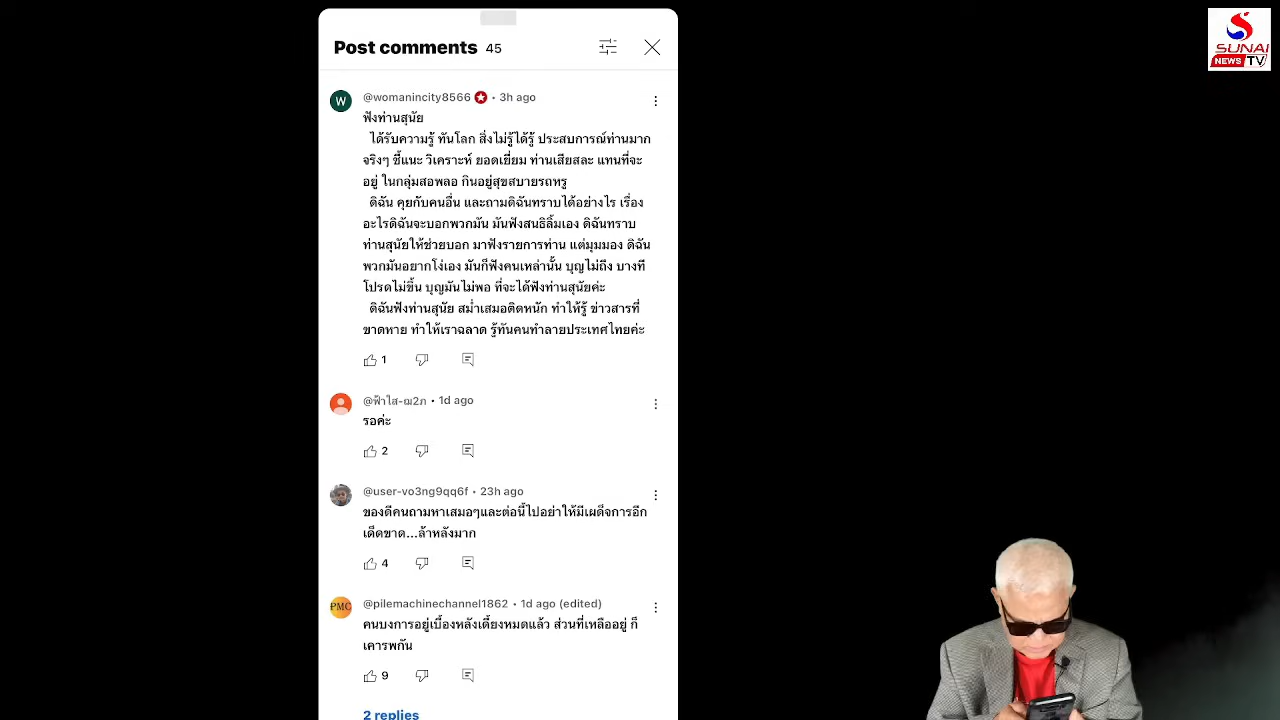 Post comments 45
SUNAI
NEWS TV
W
@womanincity8566 • 3h ago
ฟังท่านสุนัย
ได้รับความรู้ ทันโลก สิ่งไม่รู้ได้รู้ ประสบการณ์ท่านมาก
จริงๆ ชี้แนะ วิเคราะห์ ยอดเยี่ยม ท่านเสียสละ แทนที่จะ
อยู่ ในกลุ่มสอพลอ กินอยู่สุขสบายรถหรู
ดิฉัน คุยกับคนอื่น และถามดิฉันทราบได้อย่างไร เรื่อง
อะไรดิฉันจะบอกพวกมัน มันฟังสนธิลิ้มเอง ดิฉันทราบ
ท่านสุนัยให้ช่วยบอก มาฟังรายการท่าน แต่มุมมอง ดิฉัน
พวกมันอยากโง่เอง มันก็ฟังคนเหล่านั้น บุญไม่ถึง บางที
โปรดไม่ขึ้น บุญมันไม่พอ ที่จะได้ฟังท่านสุนัยค่ะ
ดิฉันฟังท่านสุนัย สม่ำเสมอติดหนัก ทำให้รู้ ข่าวสารที่
ขาดหาย ทำให้เราฉลาด รู้ทันคนทำลายประเทศไทยค่ะ
1
@ฟ้าใส-ฌ2ภ • 1d ago
รอค่ะ
2
@user-vo3ng9qq6f • 23h ago
ของดีคนถามหาเสมอๆและต่อนี้ไปอย่าให้มีเผด็จการอีก
เด็ดขาด...ล้าหลังมาก
4
PMC
@pilemachinechannel1862 • 1d ago (edited)
คนบงการอยู่เบื้องหลังเดี้ยงหมดแล้ว ส่วนที่เหลืออยู่ ก็
เคารพกัน
9
2 replies